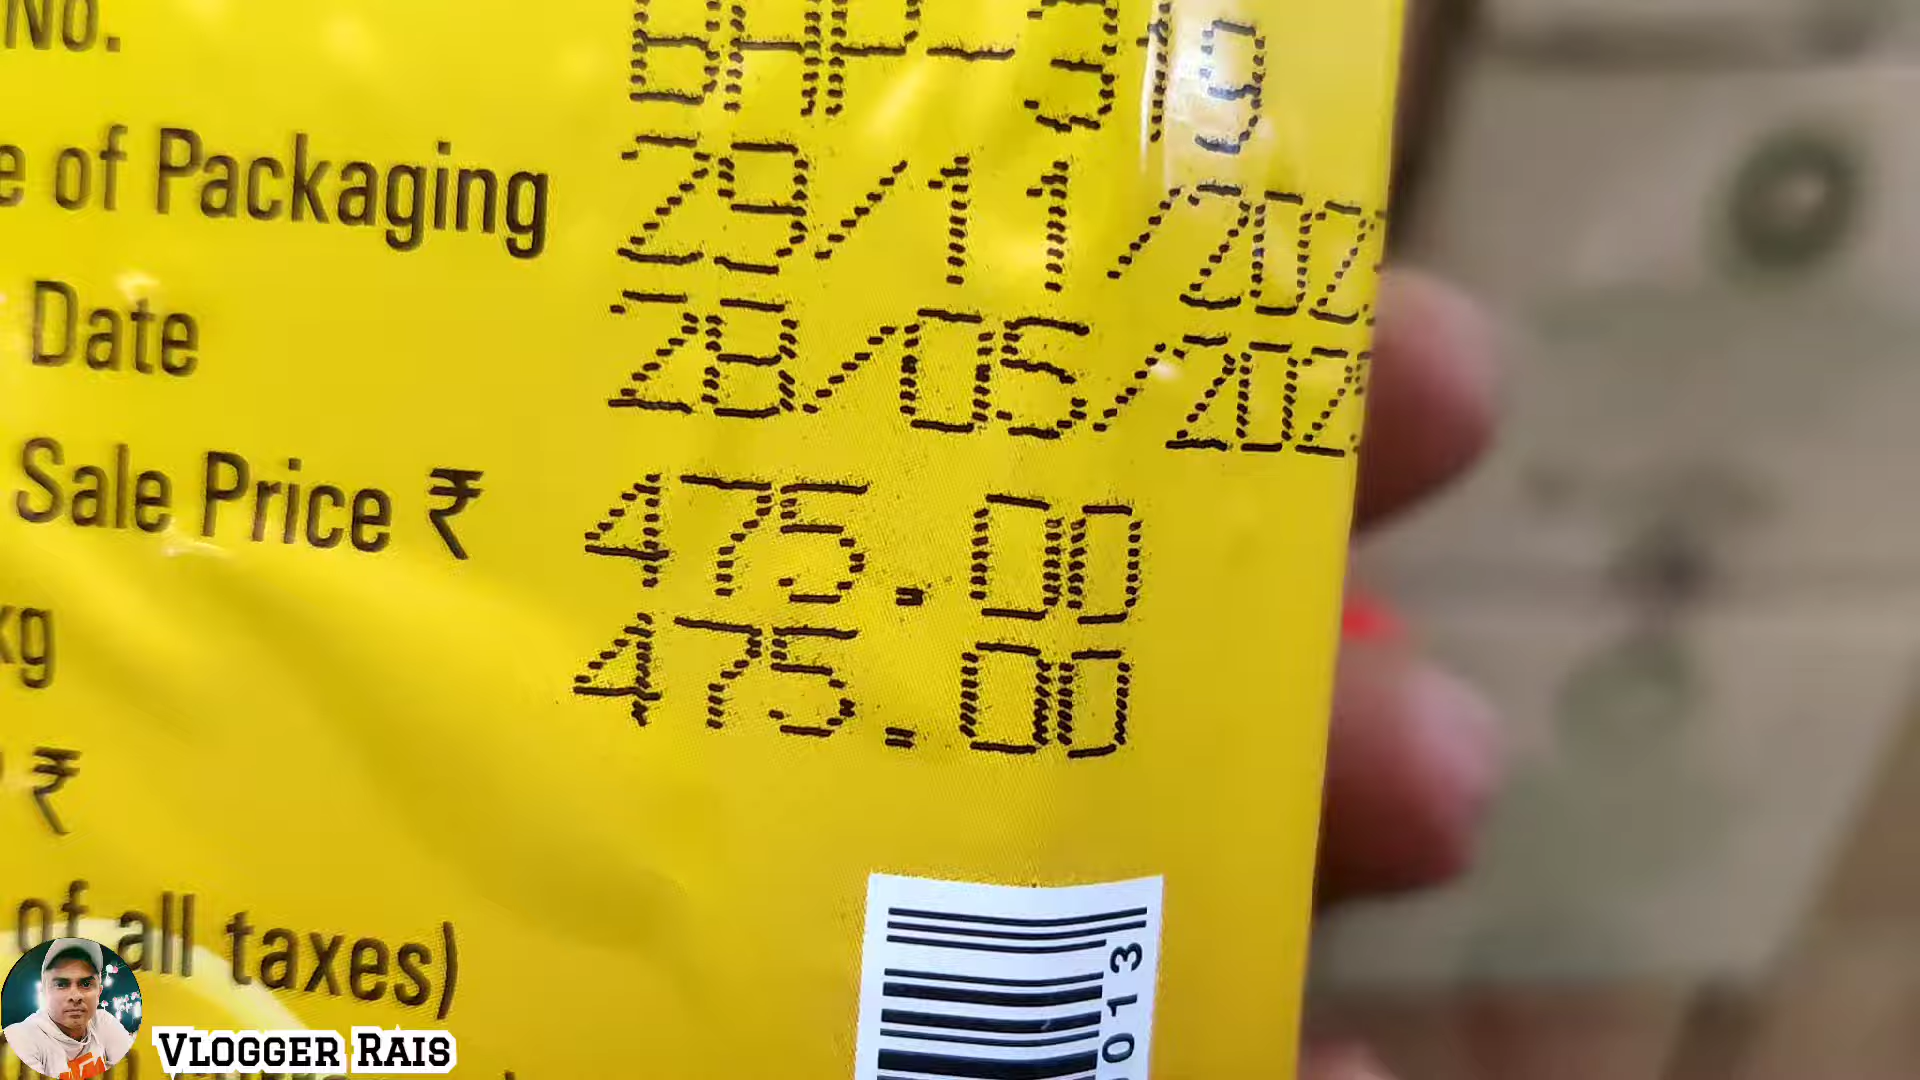 No. BHP-319
e of Packaging 29/11/202
Date 28/05/202
Sale Price ₹ 475.00
kg 475.00
₹
of all taxes)
013
VLOGGER RAIS